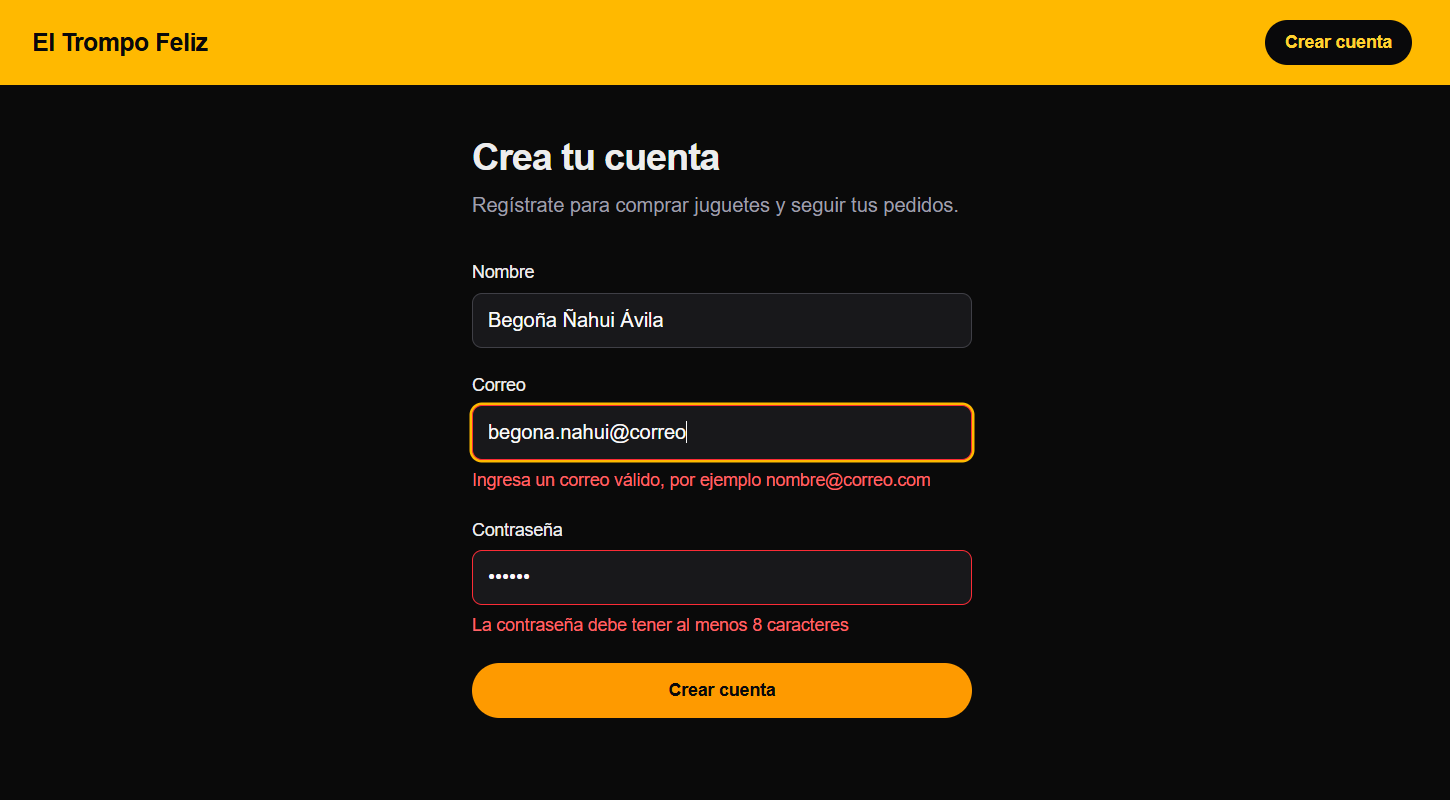 El Trompo Feliz
Crear cuenta
Crea tu cuenta
Regístrate para comprar juguetes y seguir tus pedidos.
Nombre
Begoña Ñahui Ávila
Correo
begona.nahui@correo
Ingresa un correo válido, por ejemplo nombre@correo.com
Contraseña
••••••
La contraseña debe tener al menos 8 caracteres
Crear cuenta